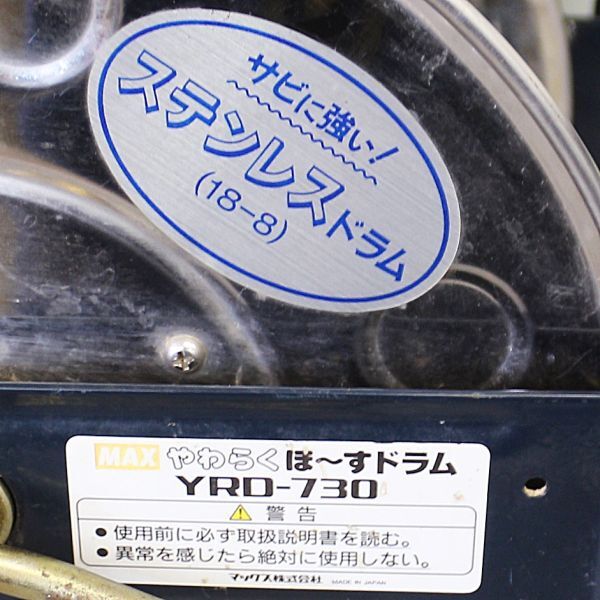 サビに強い!
ステンレスドラム
(18-8)
MAX やわらくほ～すドラム
YRD-730
警告
●使用前に必ず取扱説明書を読む。
●異常を感じたら絶対に使用しない。
マックス株式会社 MADE IN JAPAN